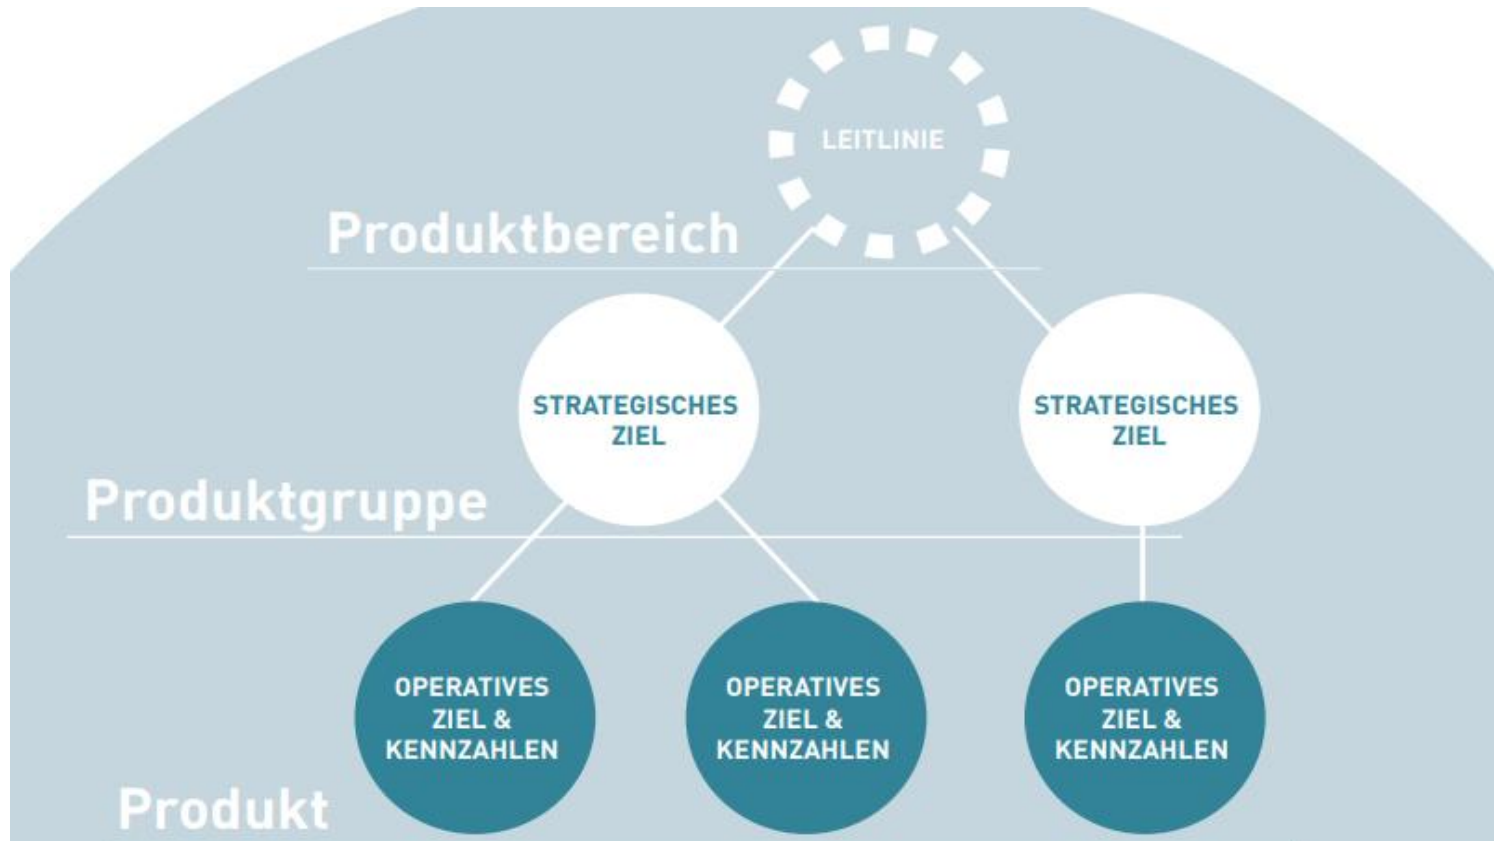 LEITLINIE
Produktbereich
STRATEGISCHES
ZIEL
STRATEGISCHES
ZIEL
Produktgruppe
OPERATIVES
ZIEL &
KENNZAHLEN
OPERATIVES
ZIEL &
KENNZAHLEN
OPERATIVES
ZIEL &
KENNZAHLEN
Produkt